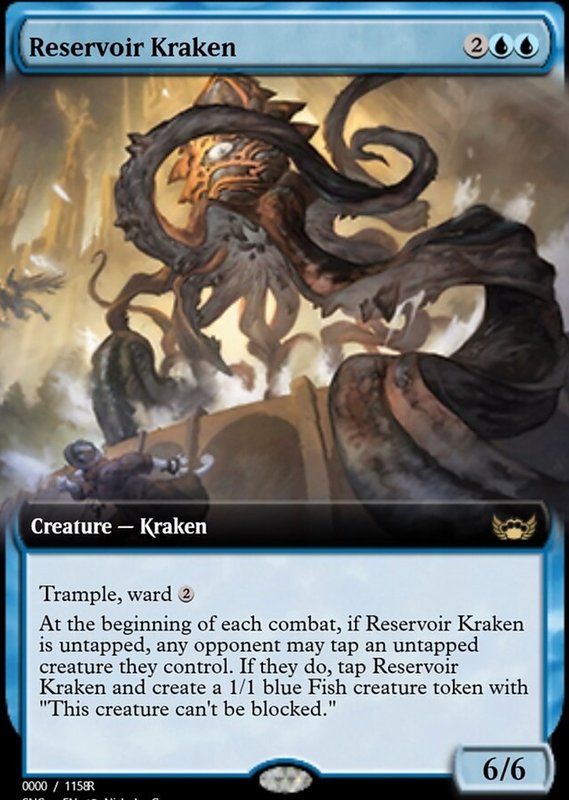 Reservoir Kraken
2
Creature — Kraken
Trample, ward 2
At the beginning of each combat, if Reservoir Kraken
is untapped, any opponent may tap an untapped
creature they control. If they do, tap Reservoir
Kraken and create a 1/1 blue Fish creature token with
"This creature can't be blocked."
6/6
0000 / 1158R